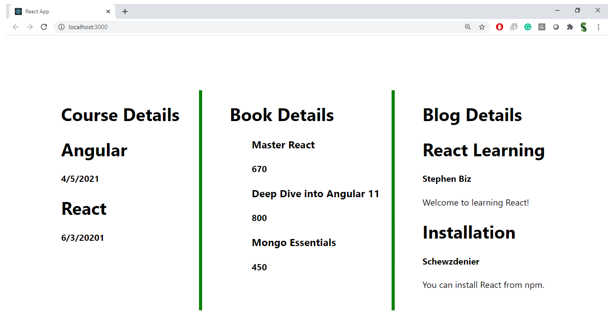 React App
localhost:3000
Course Details
Angular
4/5/2021
React
6/3/20201
Book Details
Master React
670
Deep Dive into Angular 11
800
Mongo Essentials
450
Blog Details
React Learning
Stephen Biz
Welcome to learning React!
Installation
Schewzdenier
You can install React from npm.